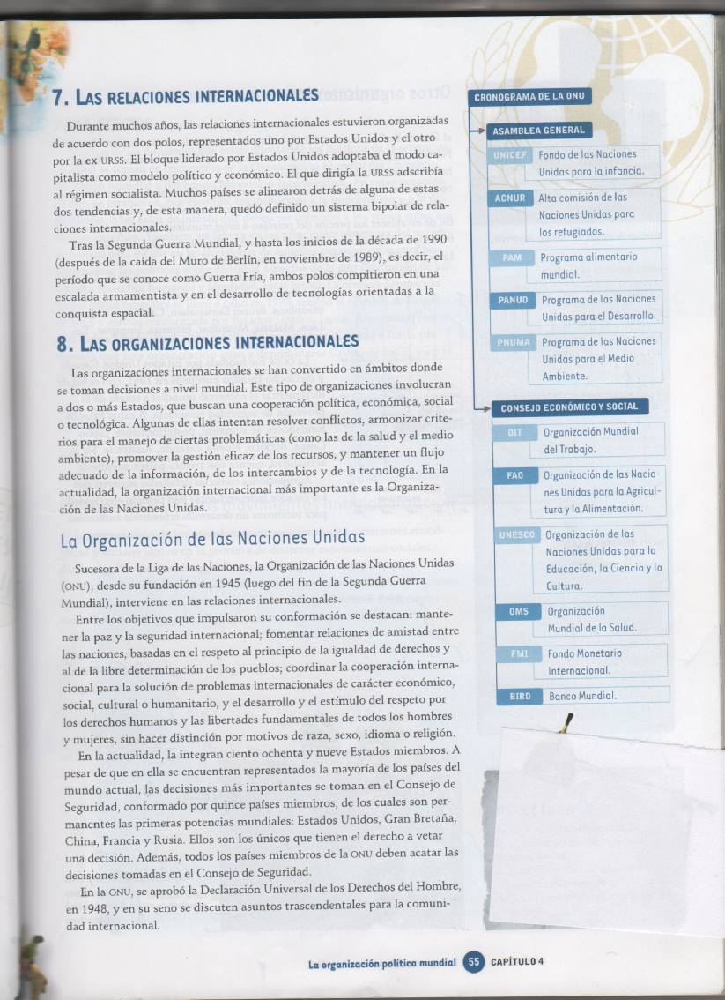 7. LAS RELACIONES INTERNACIONALES
Durante muchos años, las relaciones internacionales estuvieron organizadas
de acuerdo con dos polos, representados uno por Estados Unidos y el otro
por la ex URSS. El bloque liderado por Estados Unidos adoptaba el modo ca-
pitalista como modelo político y económico. El que dirigía la URSS adscribía
al régimen socialista. Muchos países se alinearon detrás de alguna de estas
dos tendencias y, de esta manera, quedó definido un sistema bipolar de rela-
ciones internacionales.
Tras la Segunda Guerra Mundial, y hasta los inicios de la década de 1990
(después de la caída del Muro de Berlín, en noviembre de 1989), es decir, el
período que se conoce como Guerra Fría, ambos polos compitieron en una
escalada armamentista y en el desarrollo de tecnologías orientadas a la
conquista espacial.
8. LAS ORGANIZACIONES INTERNACIONALES
Las organizaciones internacionales se han convertido en ámbitos donde
se toman decisiones a nivel mundial. Este tipo de organizaciones involucran
a dos o más Estados, que buscan una cooperación política, económica, social
o tecnológica. Algunas de ellas intentan resolver conflictos, armonizar crite-
rios para el manejo de ciertas problemáticas (como las de la salud y el medio
ambiente), promover la gestión eficaz de los recursos, y mantener un flujo
adecuado de la información, de los intercambios y de la tecnología. En la
actualidad, la organización internacional más importante es la Organiza-
ción de las Naciones Unidas.
La Organización de las Naciones Unidas
Sucesora de la Liga de las Naciones, la Organización de las Naciones Unidas
(ONU), desde su fundación en 1945 (luego del fin de la Segunda Guerra
Mundial), interviene en las relaciones internacionales.
Entre los objetivos que impulsaron su conformación se destacan: mante-
ner la paz y la seguridad internacional; fomentar relaciones de amistad entre
las naciones, basadas en el respeto al principio de la igualdad de derechos y
al de la libre determinación de los pueblos; coordinar la cooperación interna-
cional para la solución de problemas internacionales de carácter económico,
social, cultural o humanitario, y el desarrollo y el estímulo del respeto por
los derechos humanos y las libertades fundamentales de todos los hombres
y mujeres, sin hacer distinción por motivos de raza, sexo, idioma o religión.
En la actualidad, la integran ciento ochenta y nueve Estados miembros. A
pesar de que en ella se encuentran representados la mayoría de los países del
mundo actual, las decisiones más importantes se toman en el Consejo de
Seguridad, conformado por quince países miembros, de los cuales son per-
manentes las primeras potencias mundiales: Estados Unidos, Gran Bretaña,
China, Francia y Rusia. Ellos son los únicos que tienen el derecho a vetar
una decisión. Además, todos los países miembros de la ONU deben acatar las
decisiones tomadas en el Consejo de Seguridad.
En la ONU, se aprobó la Declaración Universal de los Derechos del Hombre,
en 1948, y en su seno se discuten asuntos trascendentales para la comuni-
dad internacional.
CRONOGRAMA DE LA ONU
ASAMBLEA GENERAL
UNICEF Fondo de las Naciones
Unidas para la infancia.
ACNUR Alta comisión de las
Naciones Unidas para
los refugiados.
PAM Programa alimentario
mundial.
PANUD Programa de las Naciones
Unidas para el Desarrollo.
PNUMA Programa de las Naciones
Unidas para el Medio
Ambiente.
CONSEJO ECONÓMICO Y SOCIAL
OIT Organización Mundial
del Trabajo.
FAO Organización de las Nacio-
nes Unidas para la Agricul-
tura y la Alimentación.
UNESCO Organización de las
Naciones Unidas para la
Educación, la Ciencia y la
Cultura.
OMS Organización
Mundial de la Salud.
FMI Fondo Monetario
Internacional.
BIRD Banco Mundial.
La organización política mundial 55 CAPÍTULO 4